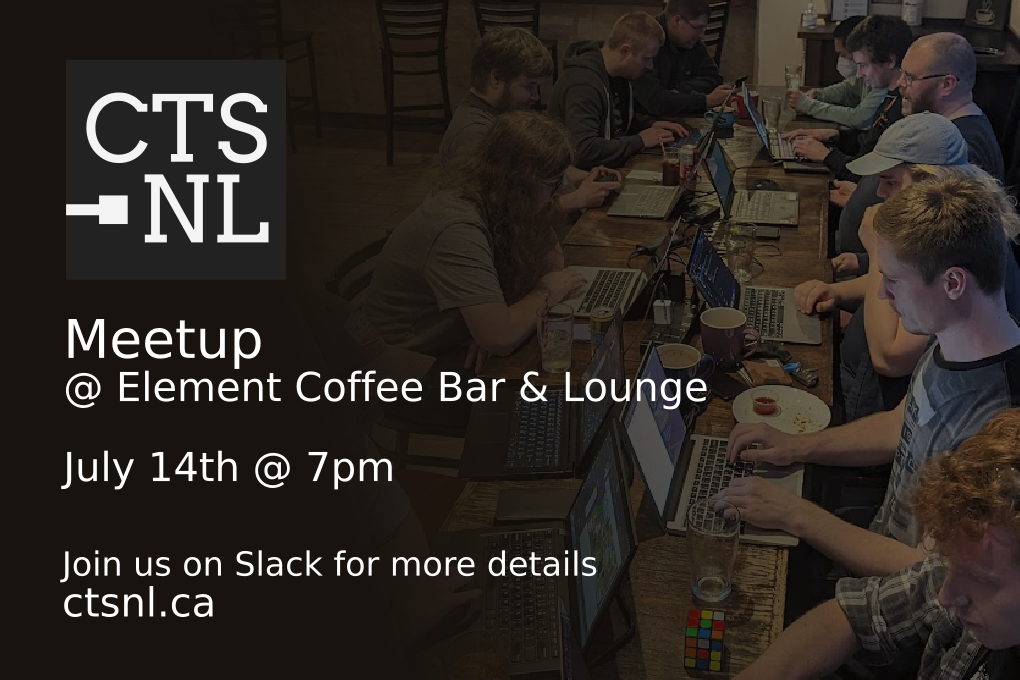 CTS
NL
Meetup
@ Element Coffee Bar & Lounge
July 14th @ 7pm
Join us on Slack for more details
ctsnl.ca